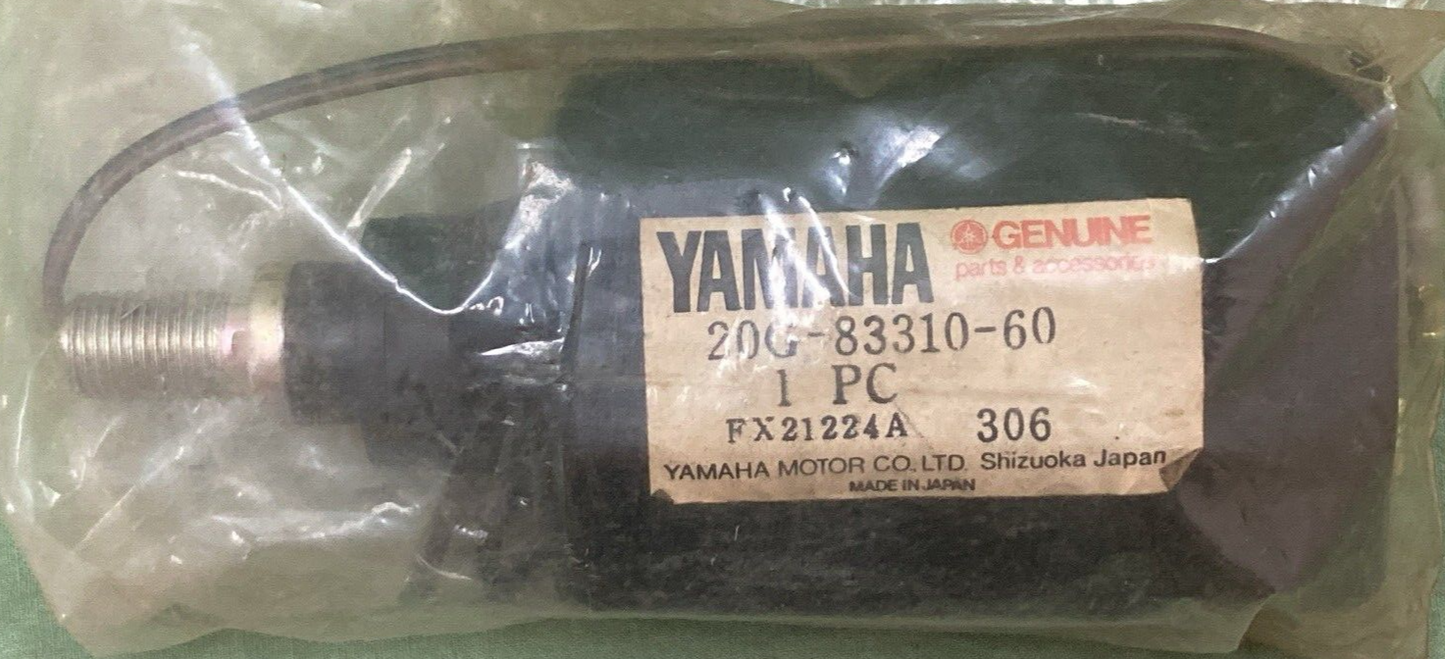 YAMAHA GENUINE
parts & accessories
20G-83310-60
1 PC
FX21224A 306
YAMAHA MOTOR CO., LTD. Shizuoka Japan
MADE IN JAPAN